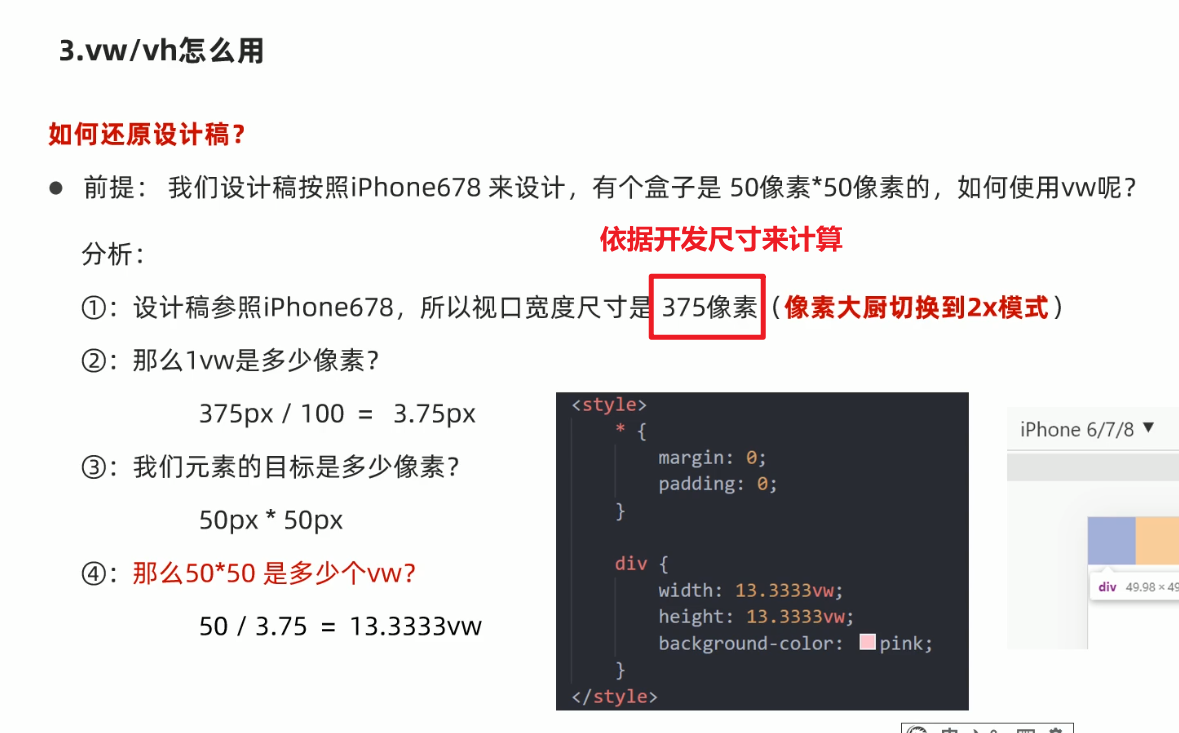 3.vw/vh怎么用
如何还原设计稿?
● 前提： 我们设计稿按照iPhone678 来设计，有个盒子是 50像素*50像素的，如何使用vw呢？
依据开发尺寸来计算
分析：
①：设计稿参照iPhone678，所以视口宽度尺寸是 375像素（像素大厨切换到2x模式）
②：那么1vw是多少像素？
375px / 100 = 3.75px
③：我们元素的目标是多少像素？
50px * 50px
④：那么50*50 是多少个vw？
50 / 3.75 = 13.3333vw
<style>
* {
margin: 0;
padding: 0;
}
div {
width: 13.3333vw;
height: 13.3333vw;
background-color: pink;
}
</style>
iPhone 6/7/8 ▼
div 49.98 × 49